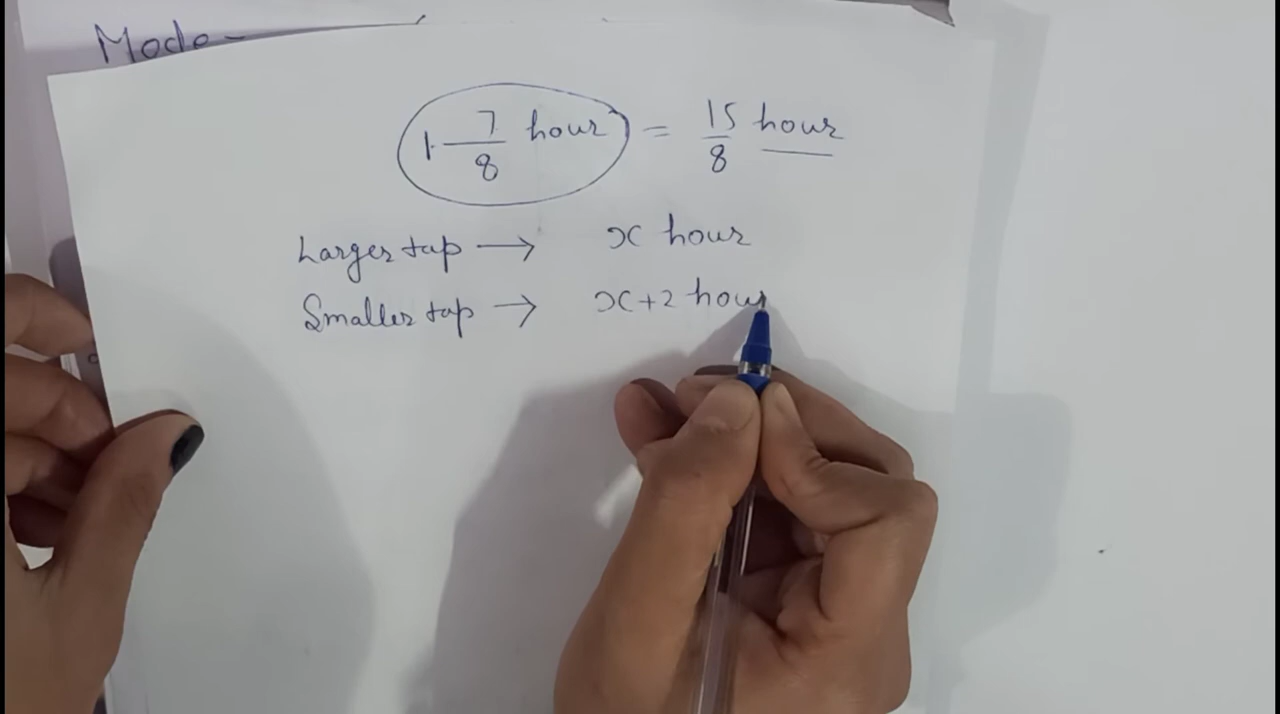 Mode
1 7/8 hour = 15/8 hour
Larger tap → x hour
Smaller tap → x+2 hour